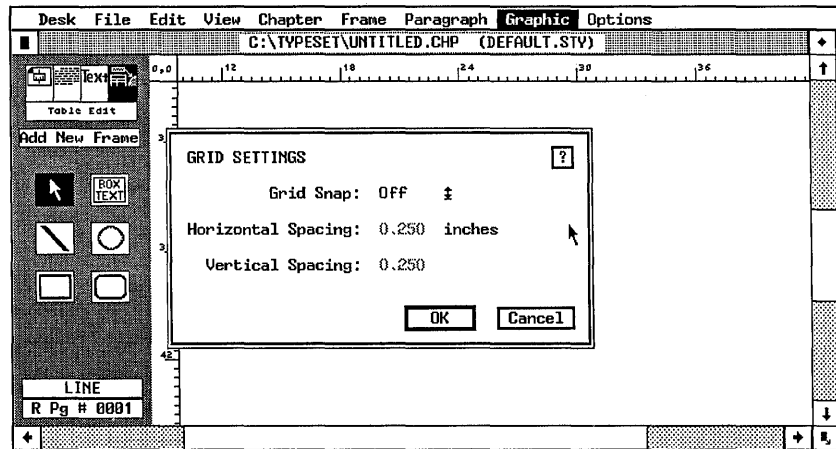 Desk File Edit View Chapter Frame Paragraph Graphic Options
C:\TYPESET\UNTITLED.CHP (DEFAULT.STY)
Text
0,0 12 18 24 30 36
Table Edit
Add New Frame
GRID SETTINGS ?
BOX
TEXT
Grid Snap: Off
Horizontal Spacing: 0.250 inches
Vertical Spacing: 0.250
OK Cancel
42
LINE
R Pg # 0001